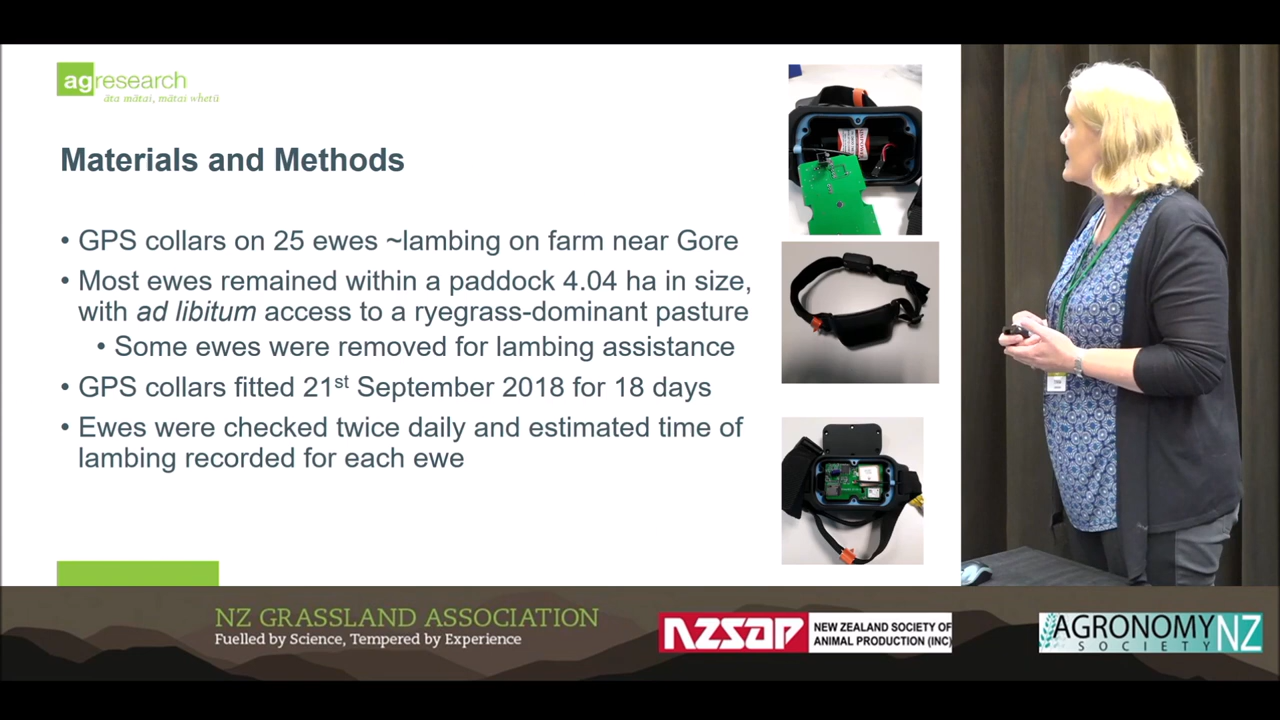 agresearch
āta mātai, mātai whetū
Materials and Methods
• GPS collars on 25 ewes ~lambing on farm near Gore
• Most ewes remained within a paddock 4.04 ha in size,
with ad libitum access to a ryegrass-dominant pasture
• Some ewes were removed for lambing assistance
• GPS collars fitted 21st September 2018 for 18 days
• Ewes were checked twice daily and estimated time of
lambing recorded for each ewe
NZ GRASSLAND ASSOCIATION
Fuelled by Science, Tempered by Experience
NZSAP
NEW ZEALAND SOCIETY OF
ANIMAL PRODUCTION (INC)
AGRONOMY NZ
SOCIETY